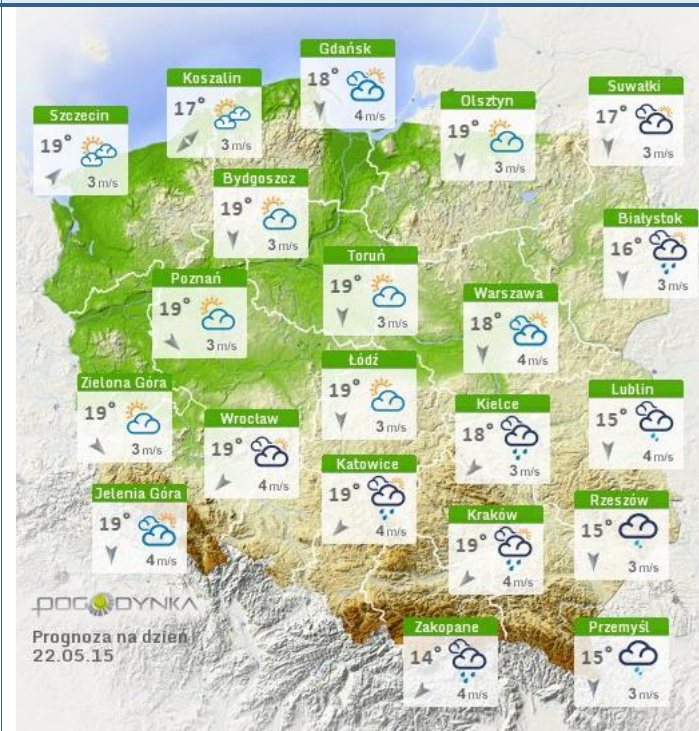 Gdańsk
18°
4 m/s
Koszalin
17°
3 m/s
Suwałki
17°
3 m/s
Olsztyn
19°
3 m/s
Szczecin
19°
3 m/s
Bydgoszcz
19°
3 m/s
Białystok
16°
3 m/s
Toruń
19°
3 m/s
Poznań
19°
3 m/s
Warszawa
18°
4 m/s
Łódź
19°
3 m/s
Zielona Góra
19°
3 m/s
Lublin
15°
4 m/s
Kielce
18°
3 m/s
Wrocław
19°
4 m/s
Katowice
19°
4 m/s
Jelenia Góra
19°
4 m/s
Rzeszów
15°
3 m/s
Kraków
19°
4 m/s
POGODYNKA
Prognoza na dzień
22.05.15
Zakopane
14°
4 m/s
Przemyśl
15°
3 m/s